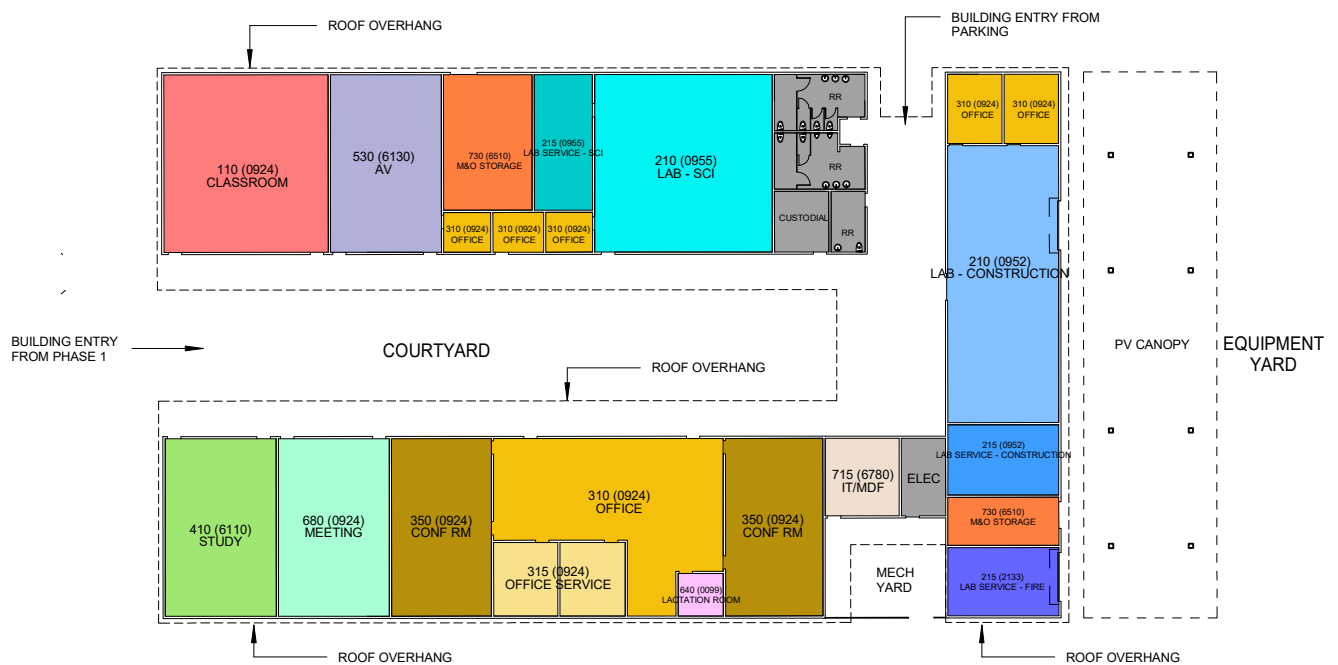 ROOF OVERHANG
BUILDING ENTRY FROM
PARKING
110 (0924)
CLASSROOM
530 (6130)
AV
730 (6510)
M&O STORAGE
215 (0955)
LAB SERVICE - SCI
210 (0955)
LAB - SCI
RR
RR
CUSTODIAL
RR
310 (0924)
OFFICE
310 (0924)
OFFICE
310 (0924)
OFFICE
310 (0924)
OFFICE
310 (0924)
OFFICE
210 (0952)
LAB - CONSTRUCTION
BUILDING ENTRY
FROM PHASE 1
COURTYARD
ROOF OVERHANG
PV CANOPY
EQUIPMENT
YARD
410 (6110)
STUDY
680 (0924)
MEETING
350 (0924)
CONF RM
310 (0924)
OFFICE
315 (0924)
OFFICE SERVICE
640 (0099)
LACTATION ROOM
350 (0924)
CONF RM
715 (6780)
IT/MDF
ELEC
215 (0952)
LAB SERVICE - CONSTRUCTION
730 (6510)
M&O STORAGE
MECH
YARD
215 (2133)
LAB SERVICE - FIRE
ROOF OVERHANG
ROOF OVERHANG